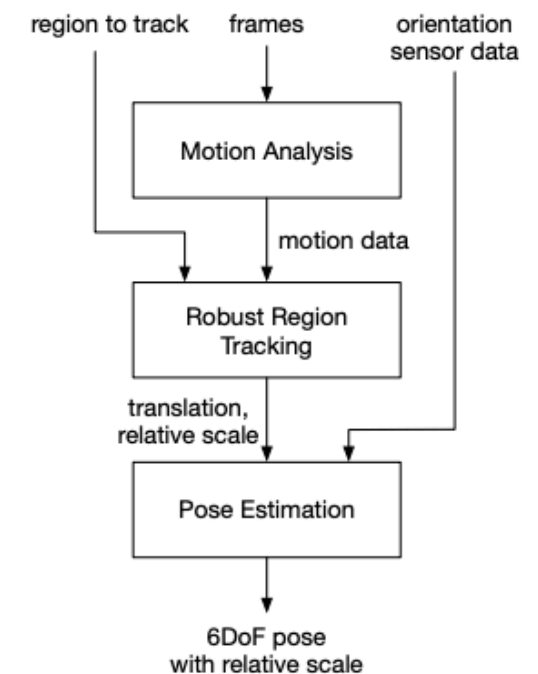 region to track
frames
orientation
sensor data
Motion Analysis
motion data
Robust Region
Tracking
translation,
relative scale
Pose Estimation
6DoF pose
with relative scale